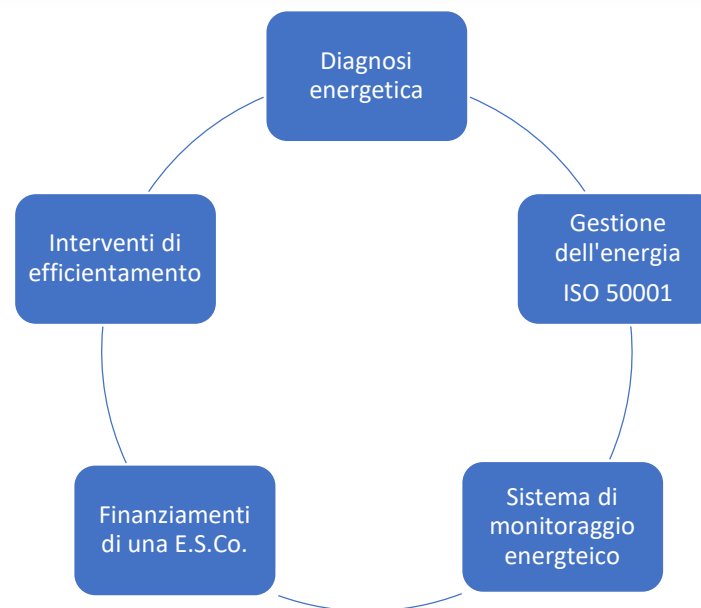 Diagnosi
energetica
Gestione
dell'energia
ISO 50001
Sistema di
monitoraggio
energteico
Finanziamenti
di una E.S.Co.
Interventi di
efficientamento